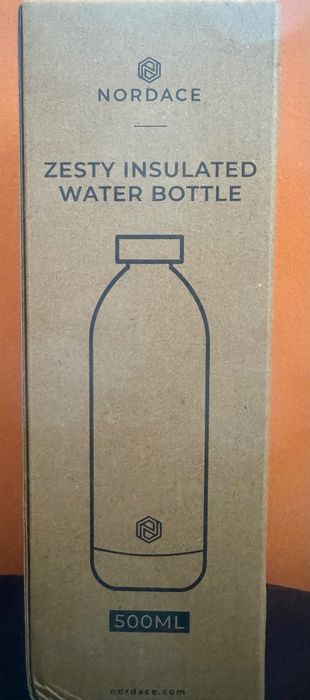 NORDACE
ZESTY INSULATED
WATER BOTTLE
500ML
nordace.com